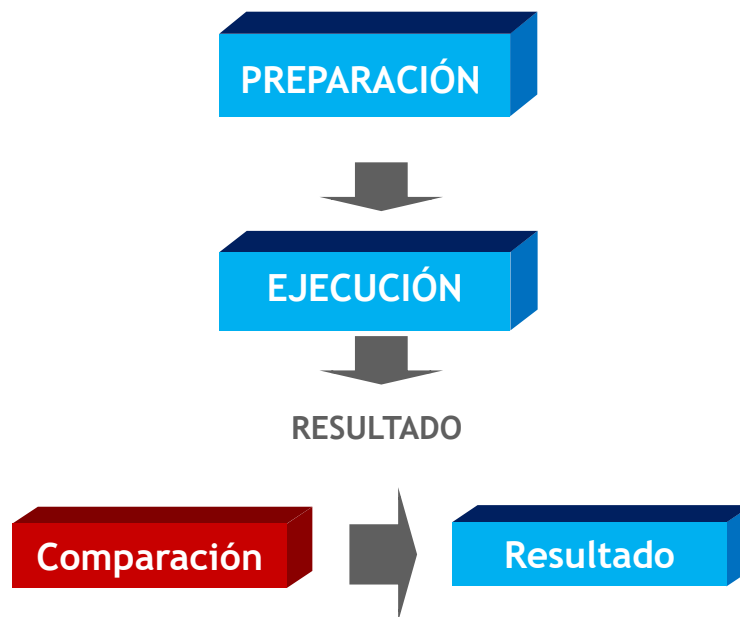 PREPARACIÓN
EJECUCIÓN
RESULTADO
Comparación
Resultado